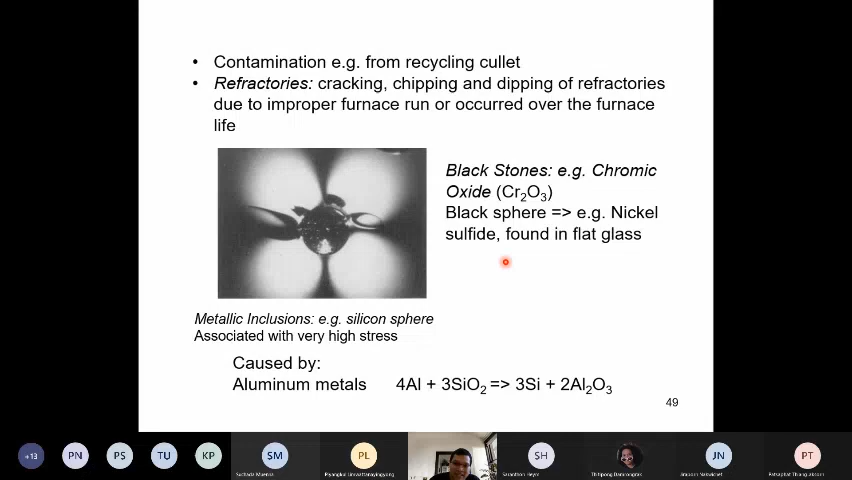 • Contamination e.g. from recycling cullet
• Refractories: cracking, chipping and dipping of refractories
due to improper furnace run or occurred over the furnace
life
Black Stones: e.g. Chromic
Oxide (Cr₂O₃)
Black sphere => e.g. Nickel
sulfide, found in flat glass
Metallic Inclusions: e.g. silicon sphere
Associated with very high stress
Caused by:
Aluminum metals 4Al + 3SiO₂ => 3Si + 2Al₂O₃
49
+13 PN PS TU KP SM PL SH JN PT
Suchada